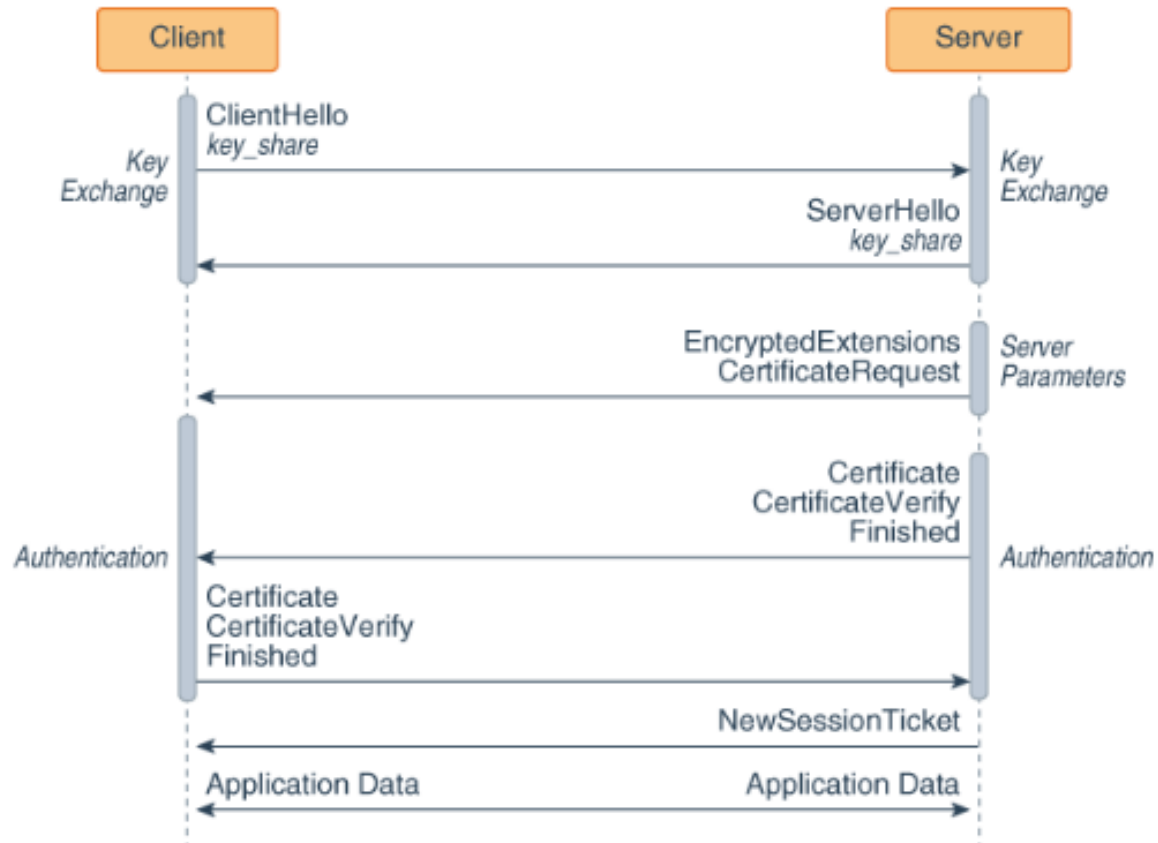 Client
Server
ClientHello
key_share
Key
Exchange
Key
Exchange
ServerHello
key_share
EncryptedExtensions
CertificateRequest
Server
Parameters
Certificate
CertificateVerify
Finished
Authentication
Authentication
Certificate
CertificateVerify
Finished
NewSessionTicket
Application Data
Application Data